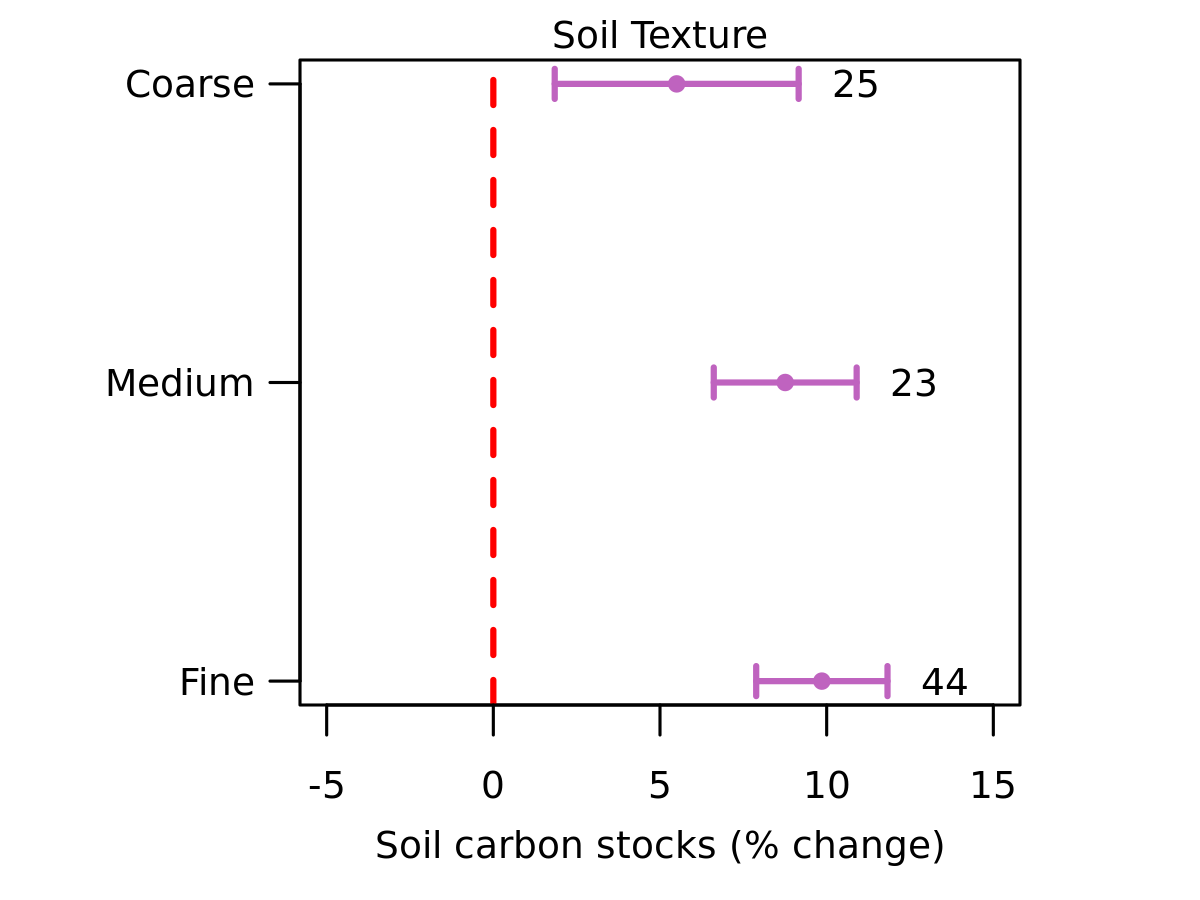 Soil Texture
Coarse 25
Medium 23
Fine 44
-5 0 5 10 15
Soil carbon stocks (% change)